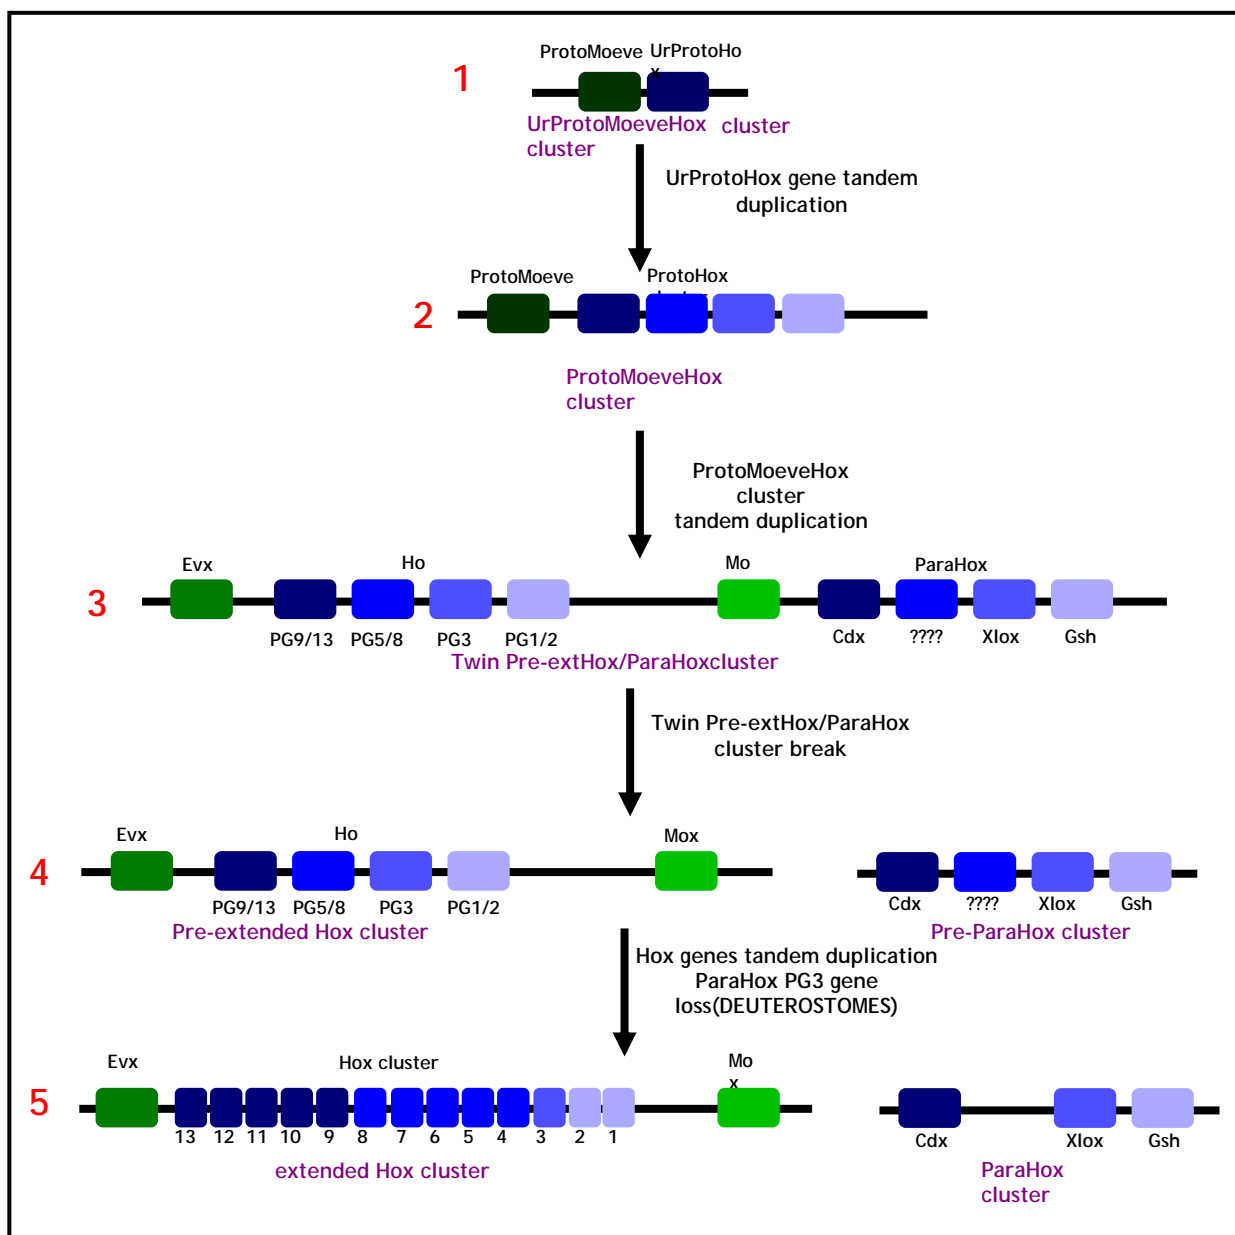 ProtoMoeve UrProtoHo
x
1
UrProtoMoeveHox cluster
cluster
UrProtoHox gene tandem
duplication
ProtoMoeve ProtoHox
2
ProtoMoeveHox
cluster
ProtoMoeveHox
cluster
tandem duplication
Evx Ho Mo ParaHox
3
PG9/13 PG5/8 PG3 PG1/2 Cdx ???? Xlox Gsh
Twin Pre-extHox/ParaHoxcluster
Twin Pre-extHox/ParaHox
cluster break
Evx Ho Mox
4
PG9/13 PG5/8 PG3 PG1/2 Cdx ???? Xlox Gsh
Pre-extended Hox cluster Pre-ParaHox cluster
Hox genes tandem duplication
ParaHox PG3 gene
loss(DEUTEROSTOMES)
Evx Hox cluster Mo
x
5
13 12 11 10 9 8 7 6 5 4 3 2 1 Cdx Xlox Gsh
extended Hox cluster ParaHox
cluster